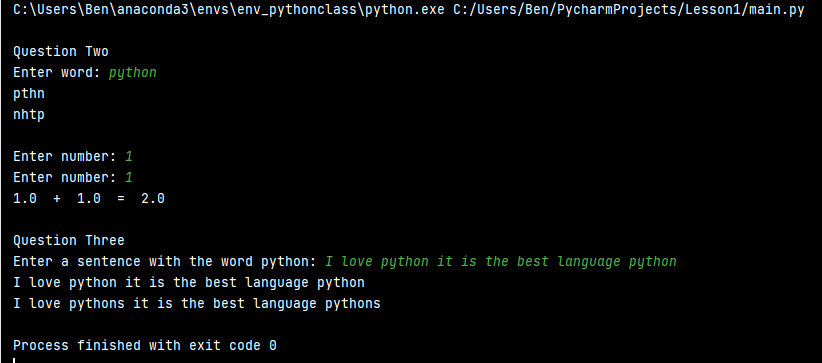 C:\Users\Ben\anaconda3\envs\env_pythonclass\python.exe C:/Users/Ben/PycharmProjects/Lesson1/main.py
Question Two
Enter word: python
pthn
nhtp
Enter number: 1
Enter number: 1
1.0  +  1.0  =  2.0
Question Three
Enter a sentence with the word python: I love python it is the best language python
I love python it is the best language python
I love pythons it is the best language pythons
Process finished with exit code 0